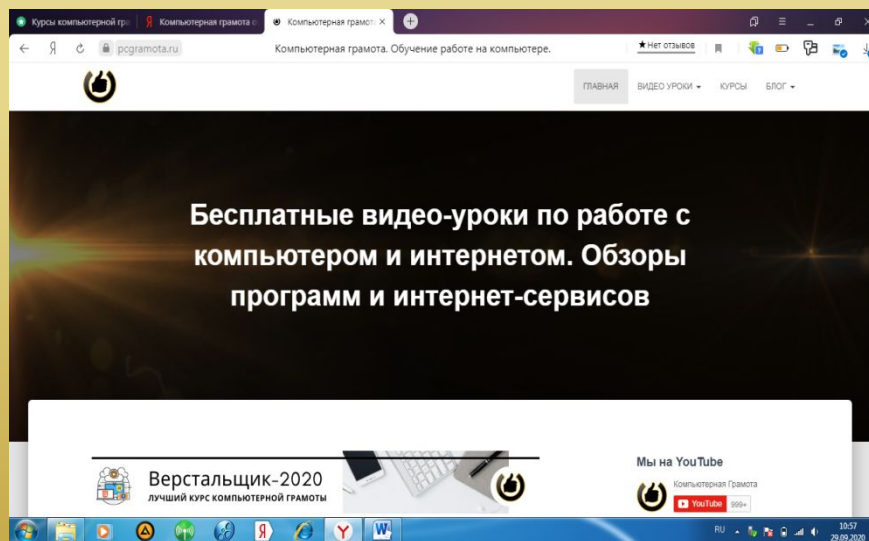 Курсы компьютерной гра
Компьютерная грамота о
Компьютерная грамот
pcgramota.ru
Компьютерная грамота. Обучение работе на компьютере.
★ Нет отзывов
ГЛАВНАЯ
ВИДЕО УРОКИ
КУРСЫ
БЛОГ
Бесплатные видео-уроки по работе с
компьютером и интернетом. Обзоры
программ и интернет-сервисов
Верстальщик-2020
ЛУЧШИЙ КУРС КОМПЬЮТЕРНОЙ ГРАМОТЫ
Мы на YouTube
Компьютерная Грамота
YouTube 999+
RU
10:57
29.09.2020